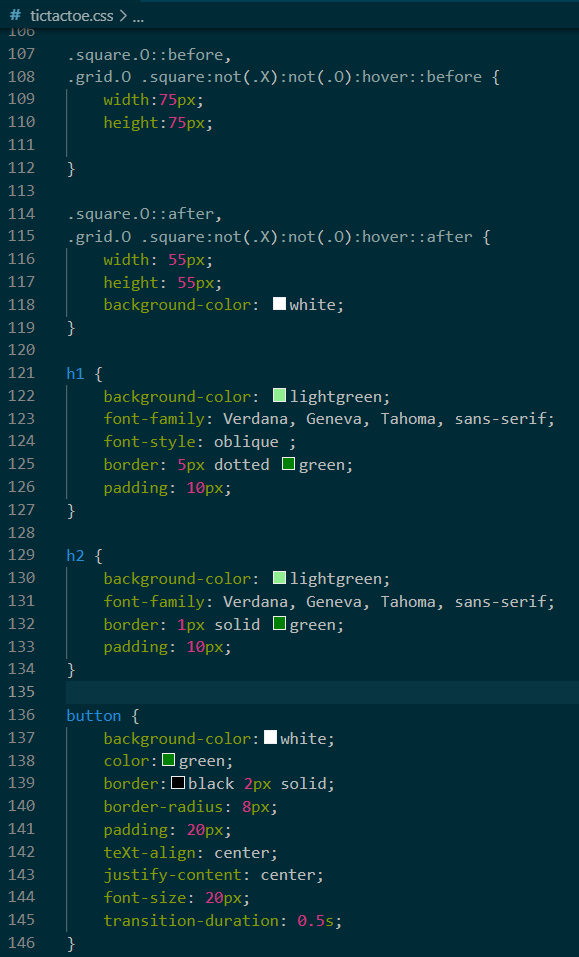 # tictactoe.css > ...
106
107 .square.O::before,
108 .grid.O .square:not(.X):not(.O):hover::before {
109     width:75px;
110     height:75px;
111
112 }
113
114 .square.O::after,
115 .grid.O .square:not(.X):not(.O):hover::after {
116     width: 55px;
117     height: 55px;
118     background-color: white;
119 }
120
121 h1 {
122     background-color: lightgreen;
123     font-family: Verdana, Geneva, Tahoma, sans-serif;
124     font-style: oblique ;
125     border: 5px dotted green;
126     padding: 10px;
127 }
128
129 h2 {
130     background-color: lightgreen;
131     font-family: Verdana, Geneva, Tahoma, sans-serif;
132     border: 1px solid green;
133     padding: 10px;
134 }
135
136 button {
137     background-color:white;
138     color:green;
139     border:black 2px solid;
140     border-radius: 8px;
141     padding: 20px;
142     teXt-align: center;
143     justify-content: center;
144     font-size: 20px;
145     transition-duration: 0.5s;
146 }